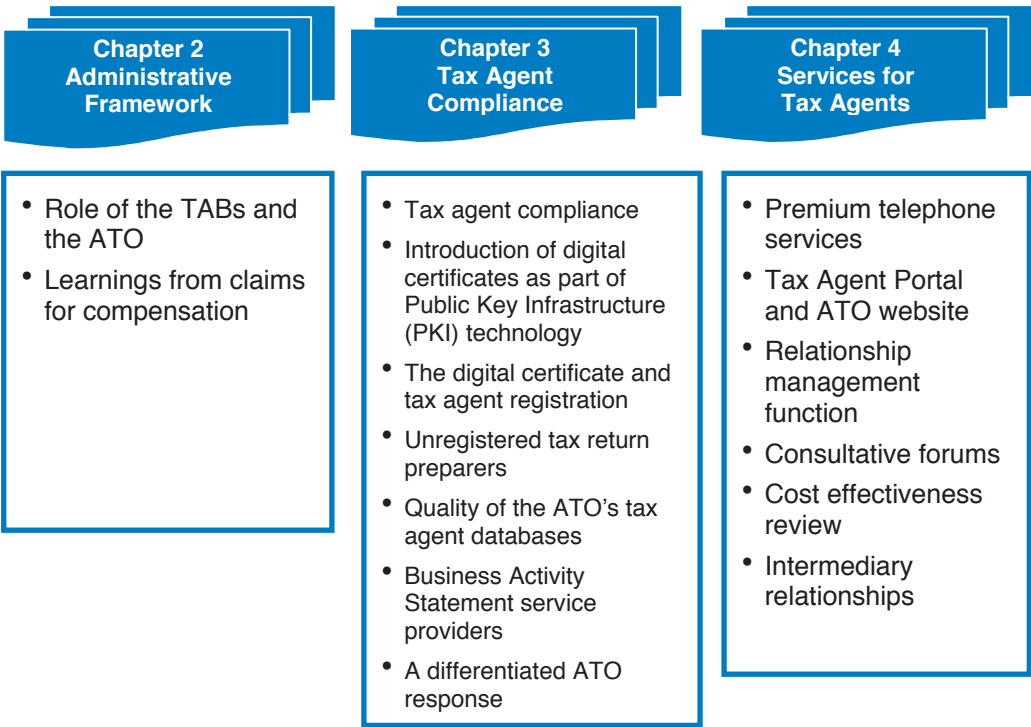 Chapter 2
Administrative
Framework
• Role of the TABs and
the ATO
• Learnings from claims
for compensation
Chapter 3
Tax Agent
Compliance
• Tax agent compliance
• Introduction of digital
certificates as part of
Public Key Infrastructure
(PKI) technology
• The digital certificate and
tax agent registration
• Unregistered tax return
preparers
• Quality of the ATO’s tax
agent databases
• Business Activity
Statement service
providers
• A differentiated ATO
response
Chapter 4
Services for
Tax Agents
• Premium telephone
services
• Tax Agent Portal
and ATO website
• Relationship
management
function
• Consultative forums
• Cost effectiveness
review
• Intermediary
relationships